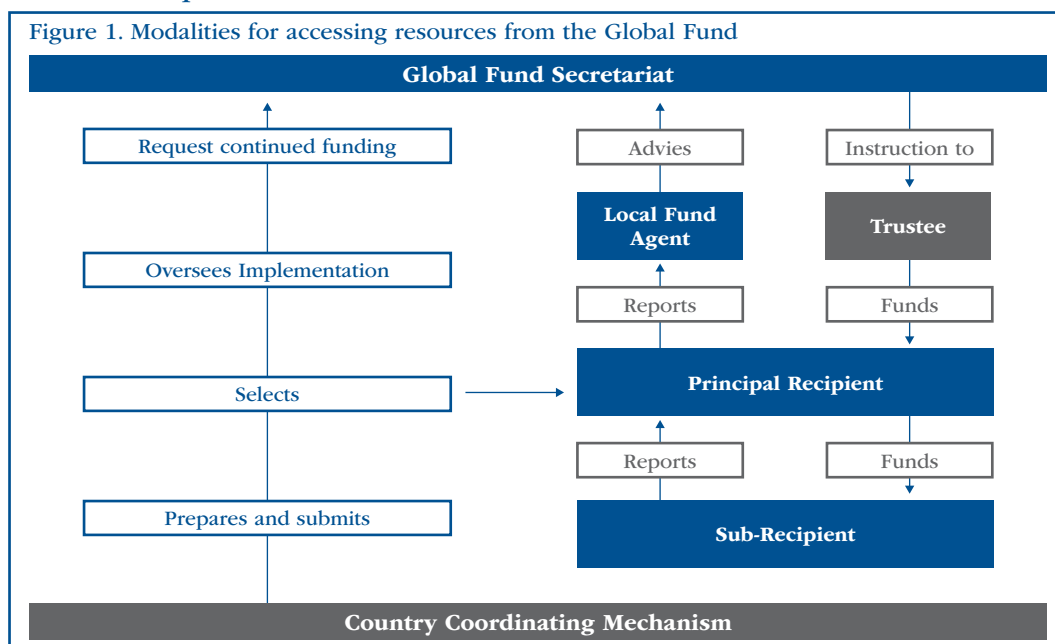 Figure 1. Modalities for accessing resources from the Global Fund
Global Fund Secretariat
Request continued funding
Advies
Instruction to
Local Fund
Agent
Trustee
Oversees Implementation
Reports
Funds
Principal Recipient
Selects
Reports
Funds
Prepares and submits
Sub-Recipient
Country Coordinating Mechanism